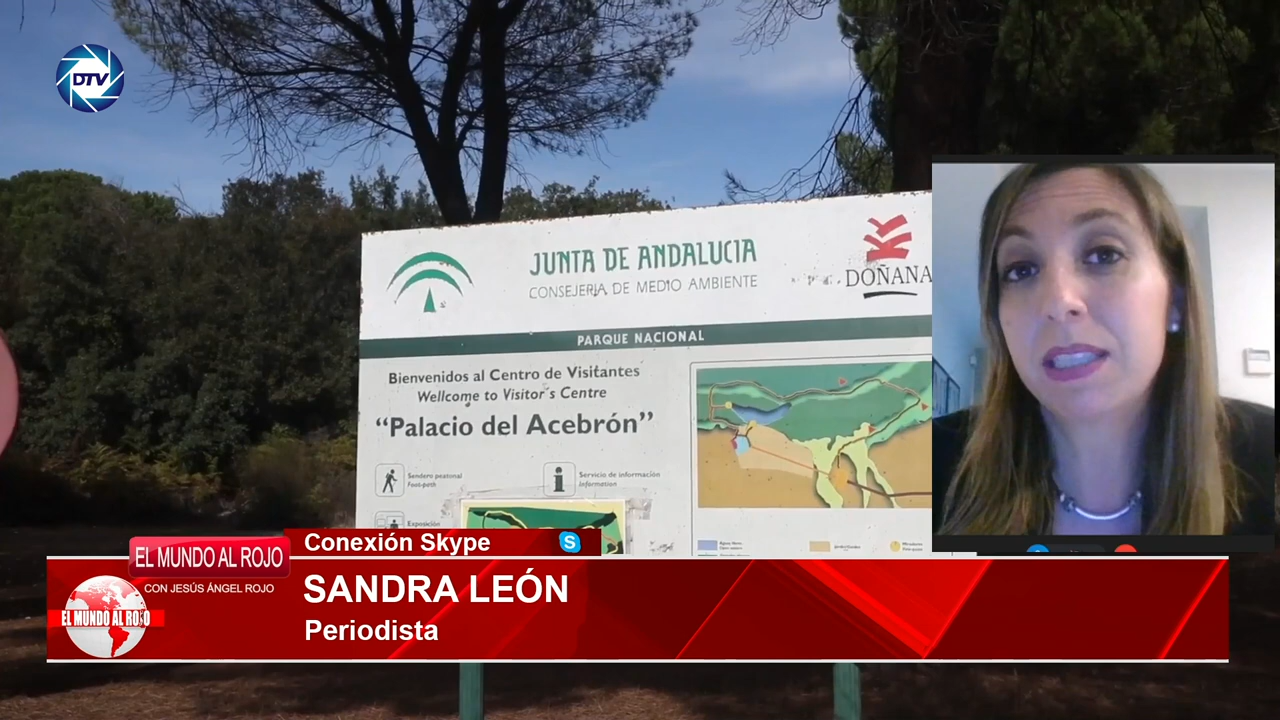 DTV
JUNTA DE ANDALUCIA
CONSEJERIA DE MEDIO AMBIENTE
DOÑANA
PARQUE NACIONAL
Bienvenidos al Centro de Visitantes
Wellcome to Visitor's Centre
“Palacio del Acebrón”
Sendero peatonal
Foot-path
Servicio de información
Information
Exposición
Conexión Skype
S
EL MUNDO AL ROJO
CON JESÚS ÁNGEL ROJO
EL MUNDO AL ROJO
SANDRA LEÓN
Periodista